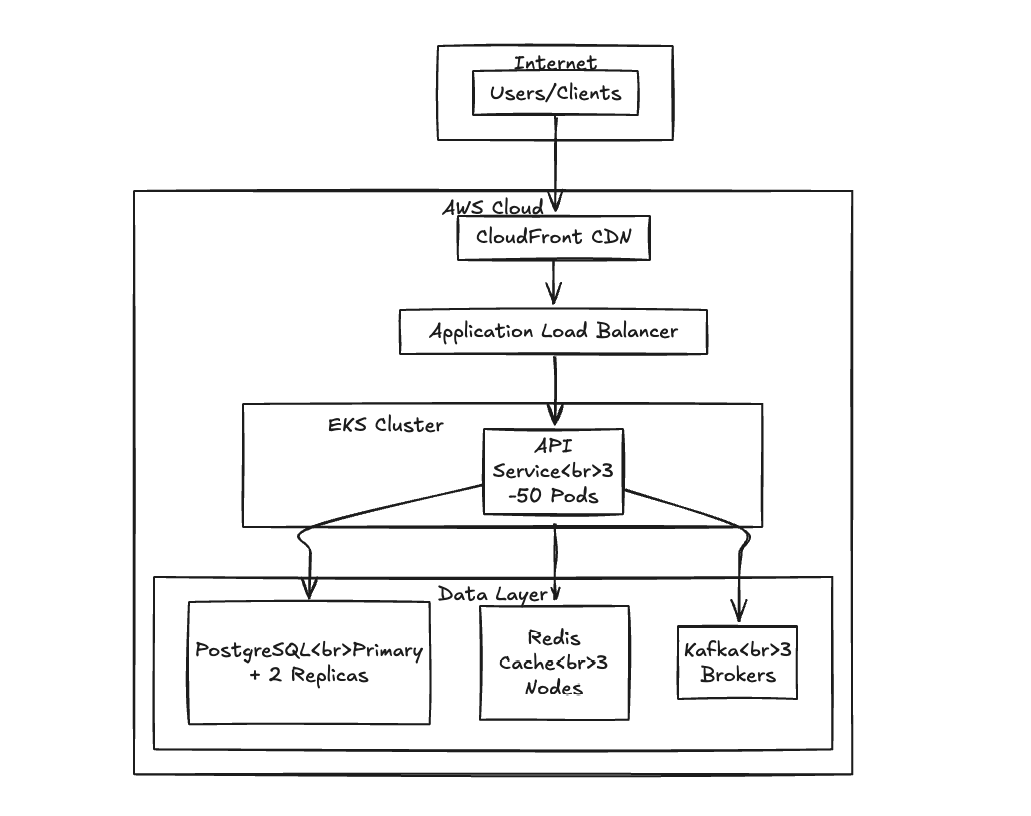 Internet
Users/Clients
AWS Cloud
CloudFront CDN
Application Load Balancer
EKS Cluster
API
Service<br>3
-50 Pods
Data Layer
PostgreSQL<br>Primary
+ 2 Replicas
Redis
Cache<br>3
Nodes
Kafka<br>3
Brokers